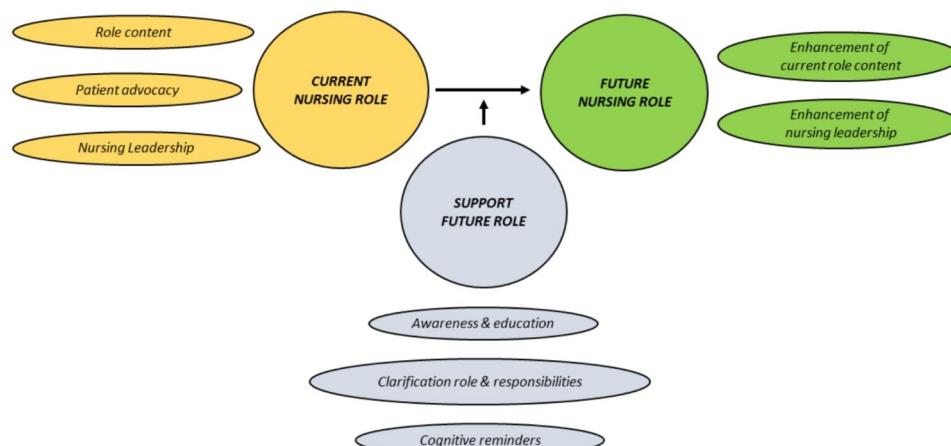 Role content
Patient advocacy
Nursing Leadership
CURRENT
NURSING ROLE
FUTURE
NURSING ROLE
Enhancement of
current role content
Enhancement of
nursing leadership
SUPPORT
FUTURE ROLE
Awareness & education
Clarification role & responsibilities
Cognitive reminders